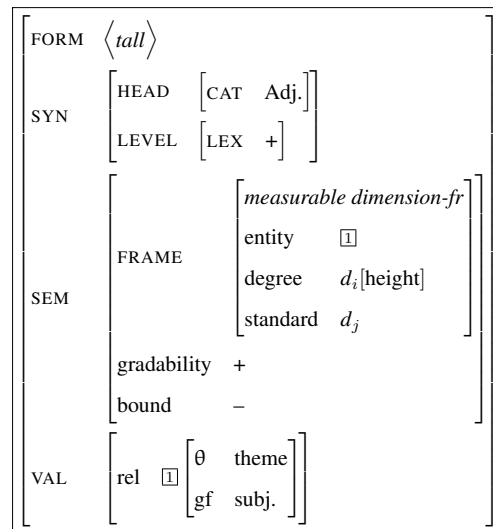 FORM ⟨tall⟩
SYN
HEAD [CAT Adj.]
LEVEL [LEX +]
SEM
FRAME
measurable dimension-fr
entity 1
degree dᵢ[height]
standard dⱼ
gradability +
bound –
VAL
rel 1
θ theme
gf subj.